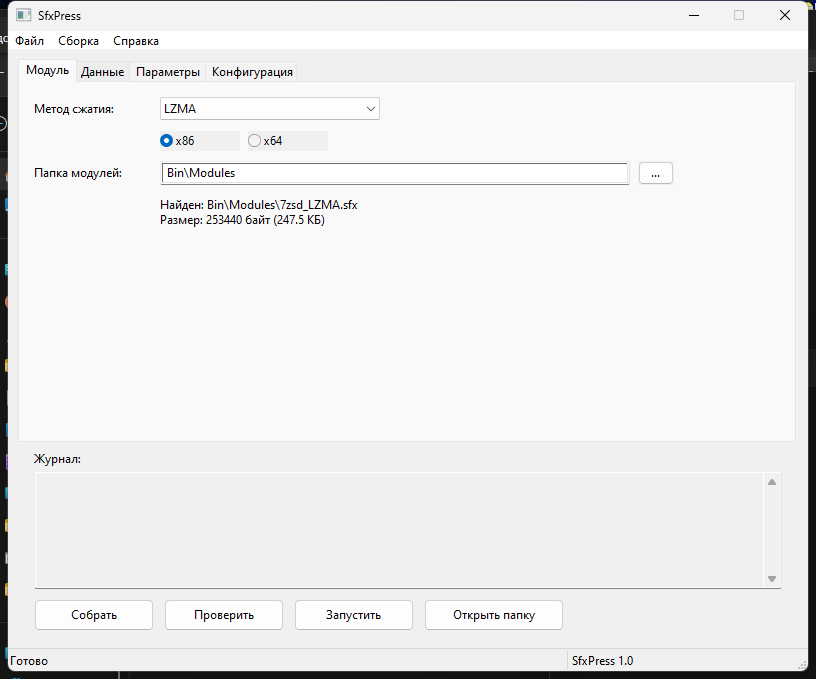 SfxPress
Файл Сборка Справка
Модуль Данные Параметры Конфигурация
Метод сжатия: LZMA
x86 x64
Папка модулей: Bin\Modules ...
Найден: Bin\Modules\7zsd_LZMA.sfx
Размер: 253440 байт (247.5 КБ)
Журнал:
Собрать Проверить Запустить Открыть папку
Готово SfxPress 1.0